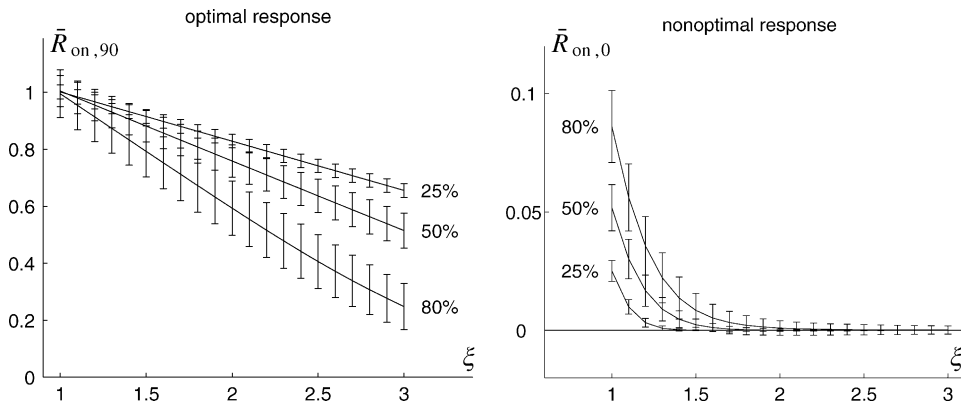 optimal response
R̄ on,90
1
0.8
0.6
0.4
0.2
0
25%
50%
80%
ξ
1 1.5 2 2.5 3
nonoptimal response
R̄ on,0
0.1
0.05
0
80%
50%
25%
ξ
1 1.5 2 2.5 3